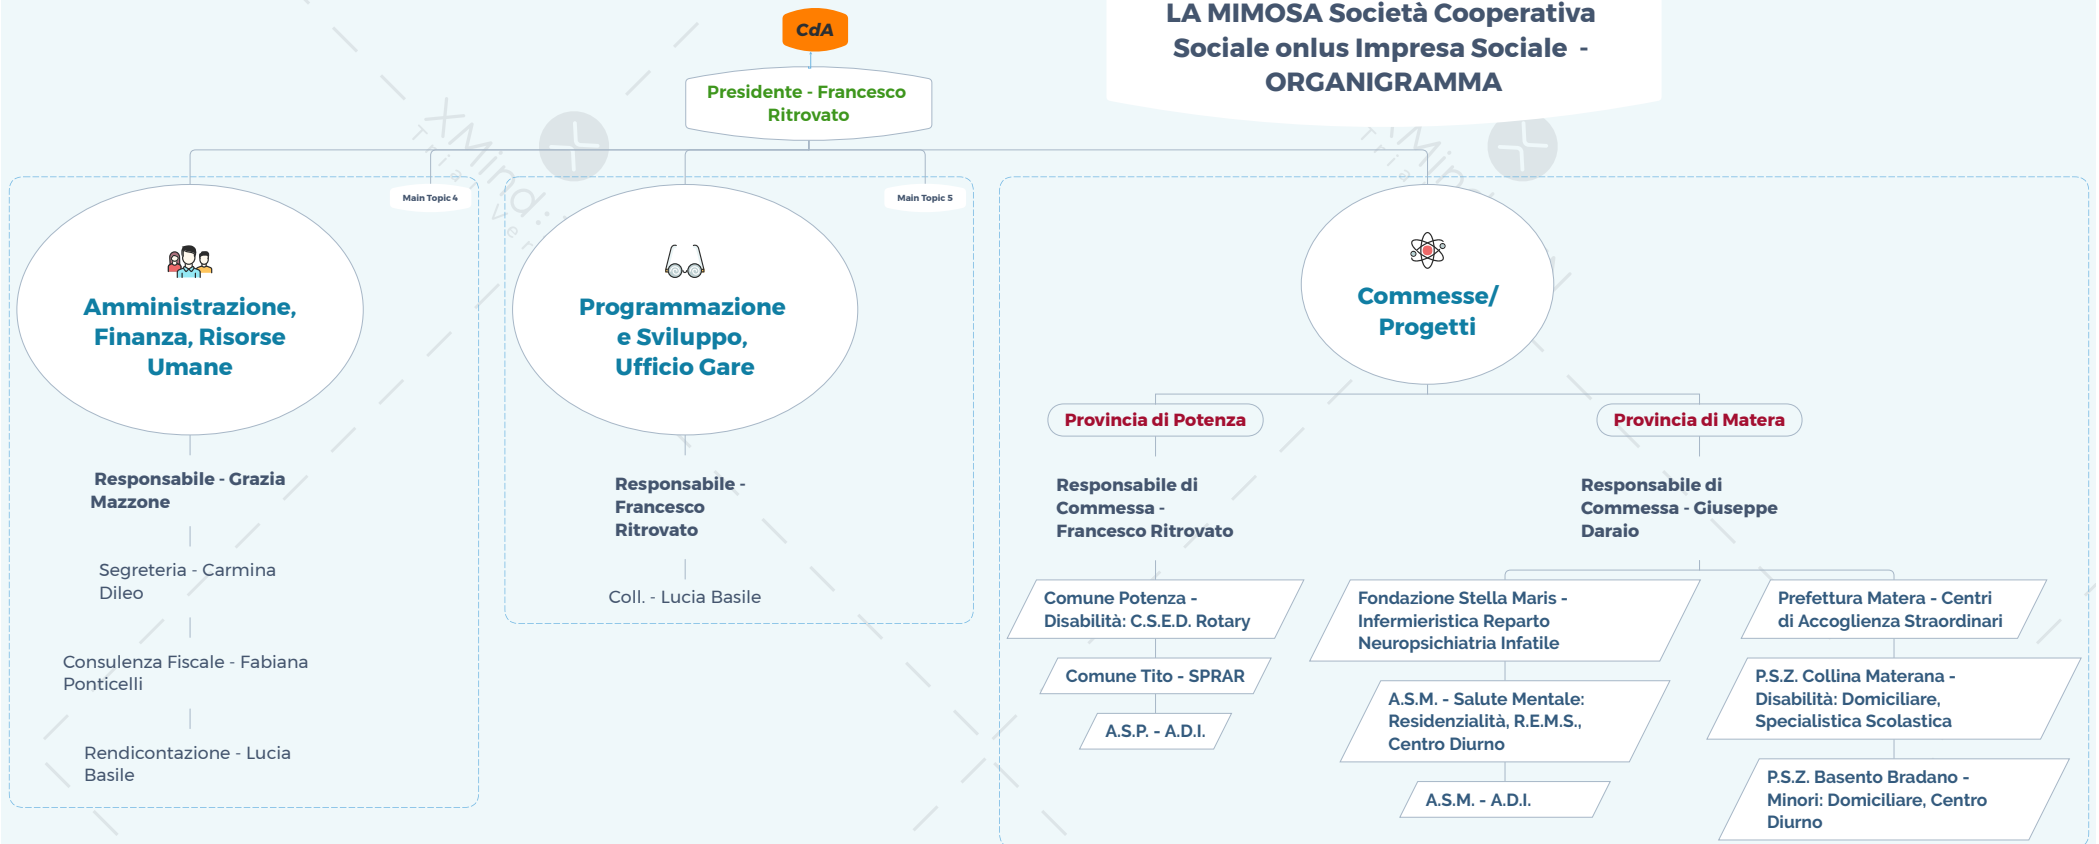 CdA
LA MIMOSA Società Cooperativa
Sociale onlus Impresa Sociale -
ORGANIGRAMMA
Presidente - Francesco
Ritrovato
Main Topic 4
Main Topic 5
Amministrazione,
Finanza, Risorse
Umane
Responsabile - Grazia
Mazzone
Segreteria - Carmina
Dileo
Consulenza Fiscale - Fabiana
Ponticelli
Rendicontazione - Lucia
Basile
Programmazione
e Sviluppo,
Ufficio Gare
Responsabile -
Francesco
Ritrovato
Coll. - Lucia Basile
Commesse/
Progetti
Provincia di Potenza
Responsabile di
Commessa -
Francesco Ritrovato
Comune Potenza -
Disabilità: C.S.E.D. Rotary
Comune Tito - SPRAR
A.S.P. - A.D.I.
Provincia di Matera
Responsabile di
Commessa - Giuseppe
Daraio
Fondazione Stella Maris -
Infermieristica Reparto
Neuropsichiatria Infatile
A.S.M. - Salute Mentale:
Residenzialità, R.E.M.S.,
Centro Diurno
A.S.M. - A.D.I.
Prefettura Matera - Centri
di Accoglienza Straordinari
P.S.Z. Collina Materana -
Disabilità: Domiciliare,
Specialistica Scolastica
P.S.Z. Basento Bradano -
Minori: Domiciliare, Centro
Diurno